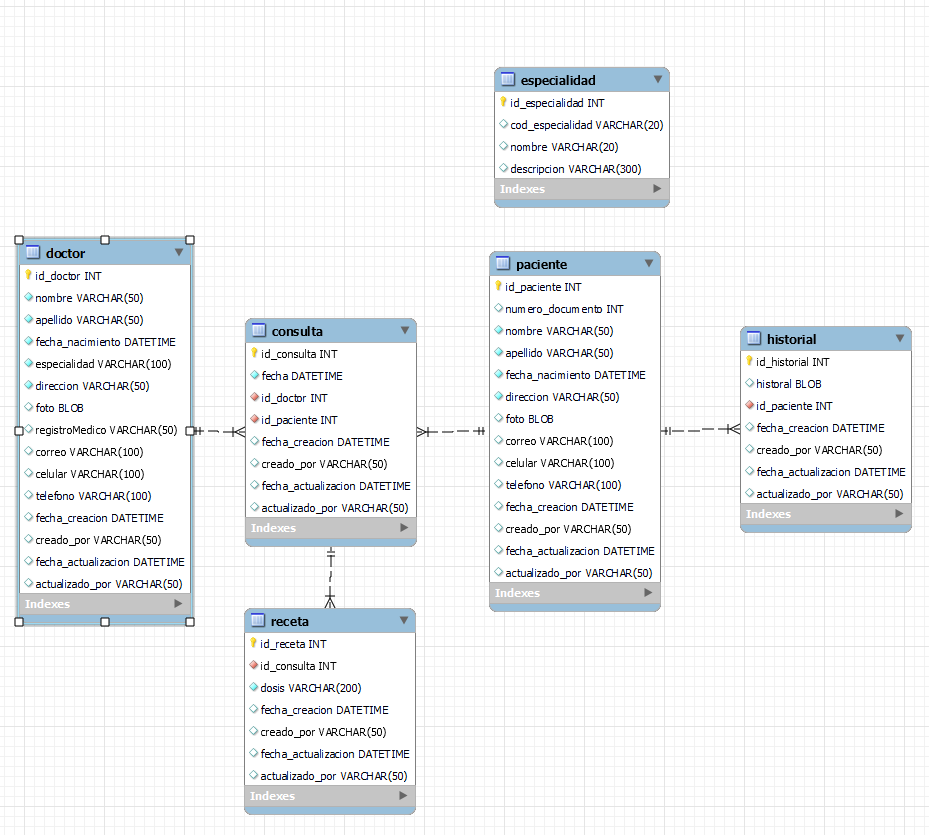 especialidad
id_especialidad INT
cod_especialidad VARCHAR(20)
nombre VARCHAR(20)
descripcion VARCHAR(300)
Indexes
doctor
id_doctor INT
nombre VARCHAR(50)
apellido VARCHAR(50)
fecha_nacimiento DATETIME
especialidad VARCHAR(100)
direccion VARCHAR(50)
foto BLOB
registroMedico VARCHAR(50)
correo VARCHAR(100)
celular VARCHAR(100)
telefono VARCHAR(100)
fecha_creacion DATETIME
creado_por VARCHAR(50)
fecha_actualizacion DATETIME
actualizado_por VARCHAR(50)
Indexes
consulta
id_consulta INT
fecha DATETIME
id_doctor INT
id_paciente INT
fecha_creacion DATETIME
creado_por VARCHAR(50)
fecha_actualizacion DATETIME
actualizado_por VARCHAR(50)
Indexes
paciente
id_paciente INT
numero_documento INT
nombre VARCHAR(50)
apellido VARCHAR(50)
fecha_nacimiento DATETIME
direccion VARCHAR(50)
foto BLOB
correo VARCHAR(100)
celular VARCHAR(100)
telefono VARCHAR(100)
fecha_creacion DATETIME
creado_por VARCHAR(50)
fecha_actualizacion DATETIME
actualizado_por VARCHAR(50)
Indexes
historial
id_historial INT
historal BLOB
id_paciente INT
fecha_creacion DATETIME
creado_por VARCHAR(50)
fecha_actualizacion DATETIME
actualizado_por VARCHAR(50)
Indexes
receta
id_receta INT
id_consulta INT
dosis VARCHAR(200)
fecha_creacion DATETIME
creado_por VARCHAR(50)
fecha_actualizacion DATETIME
actualizado_por VARCHAR(50)
Indexes